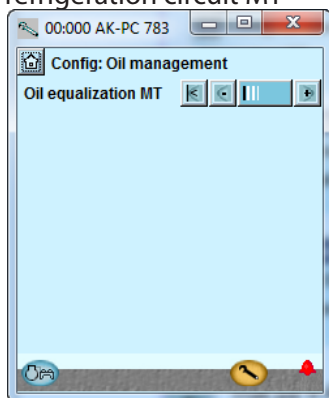 refrigeration circuit MT
00:000 AK-PC 783
Config: Oil management
Oil equalization MT